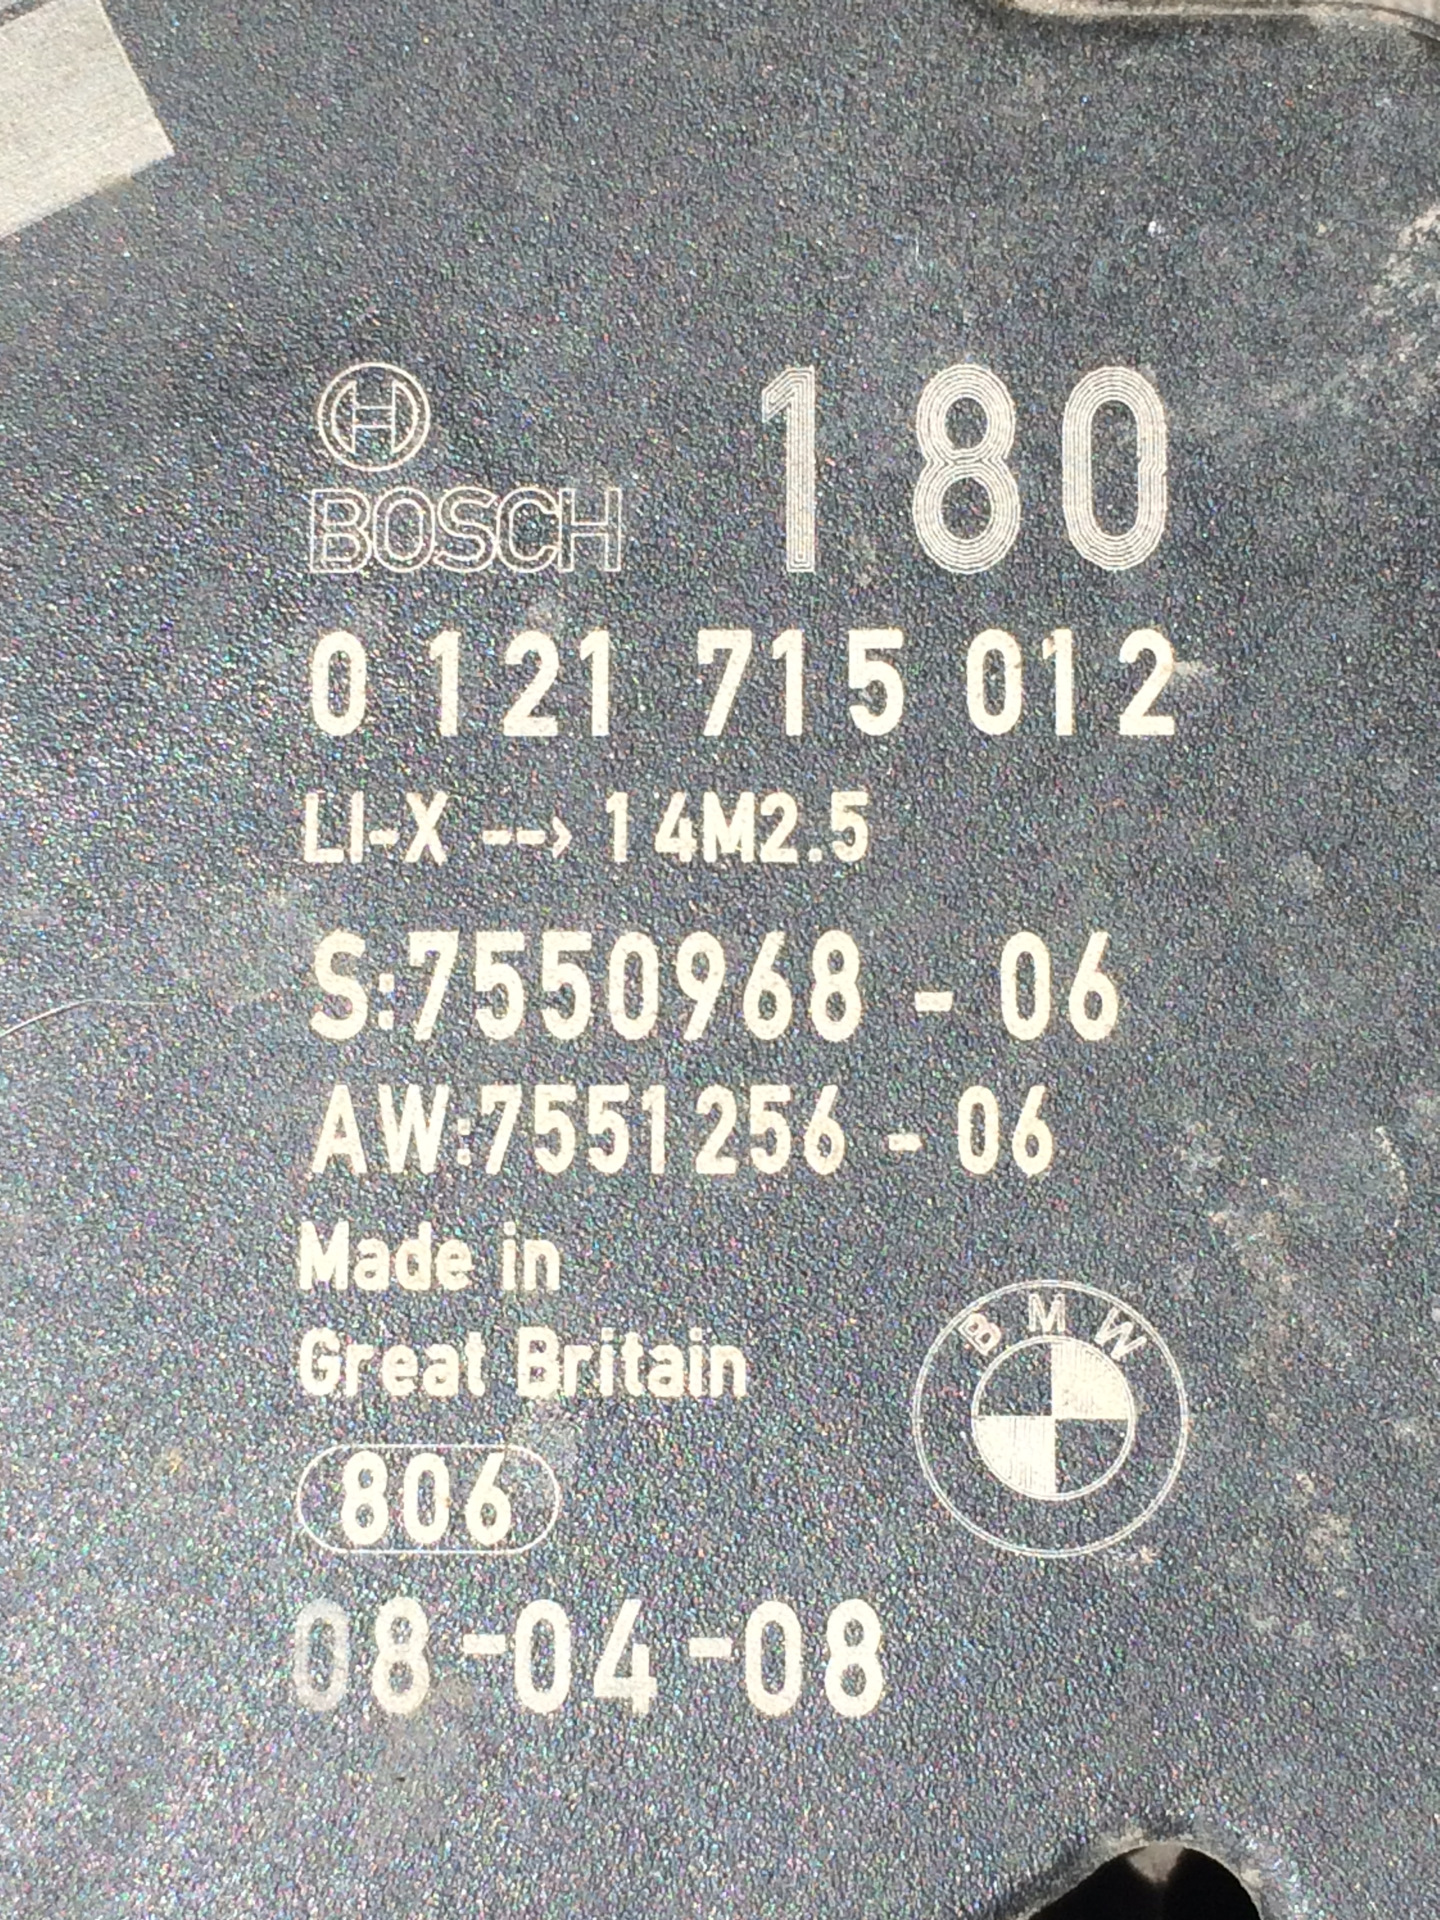 BOSCH 180
0 121 715 012
LI-X --> 14M2.5
S:7550968 - 06
AW:7551256 - 06
Made in
Great Britain
BMW
806
08-04-08